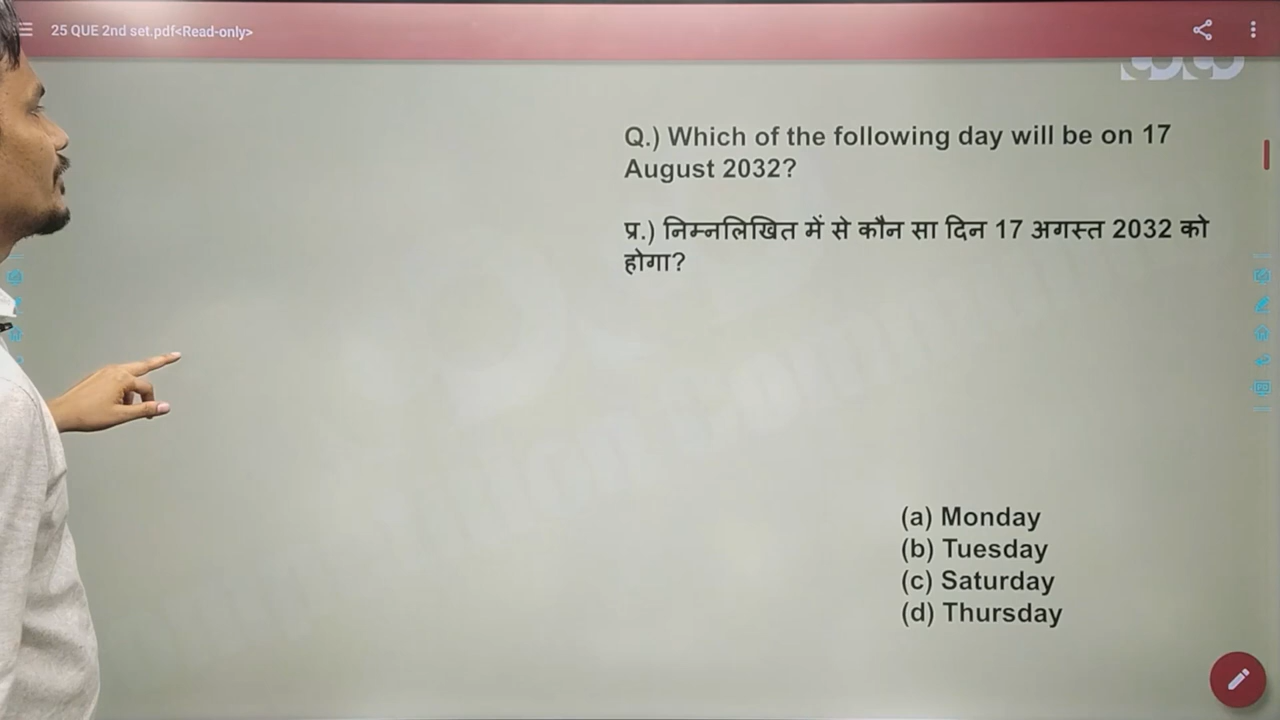 25 QUE 2nd set.pdf<Read-only>
Q.) Which of the following day will be on 17
August 2032?
प्र.) निम्नलिखित में से कौन सा दिन 17 अगस्त 2032 को
होगा?
(a) Monday
(b) Tuesday
(c) Saturday
(d) Thursday